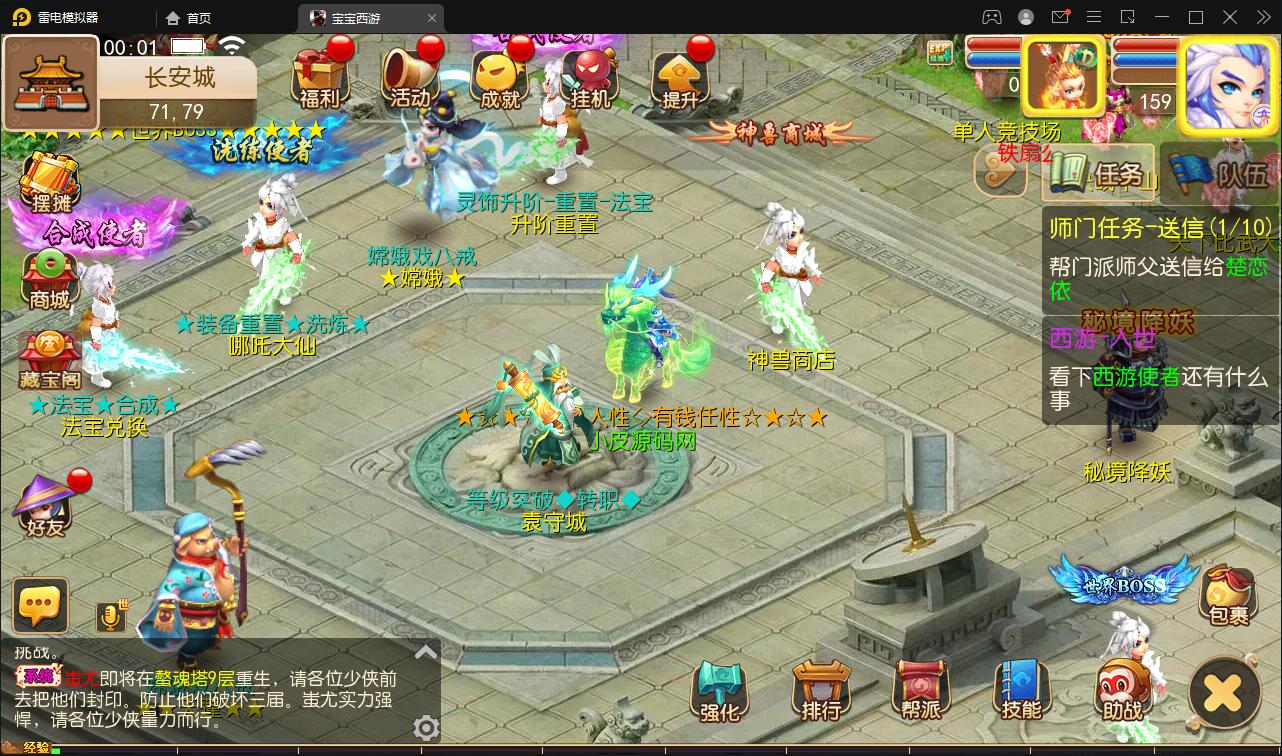 雷电模拟器
首页
宝宝西游
00:01
长安城
71,79
福利
活动
成就
挂机
提升
159
世界BOSS
洗练使者
神兽商城
单人竞技场
铁扇公
任务
队伍
摆摊
合成使者
商城
藏宝阁
灵饰升阶-重置-法宝
升阶重置
嫦娥戏八戒
★嫦娥★
★装备重置★洗炼★
哪吒大仙
神兽商店
★法宝★合成★
法宝兑换
师门任务-送信(1/10)
帮门派师父送信给楚恋
依
秘境降妖
西游-入世
看下西游使者还有什么
事
秘境降妖
人性◇有钱任性☆★☆★
小皮源码网
等级突破◆转职◆
袁守城
好友
世界BOSS
包裹
世
挑战。
系统 蚩尤即将在螯魂塔9层重生，请各位少侠前
去把他们封印。防止他们破坏三届。蚩尤实力强
悍，请各位少侠量力而行。
强化
排行
帮派
技能
助战
经验